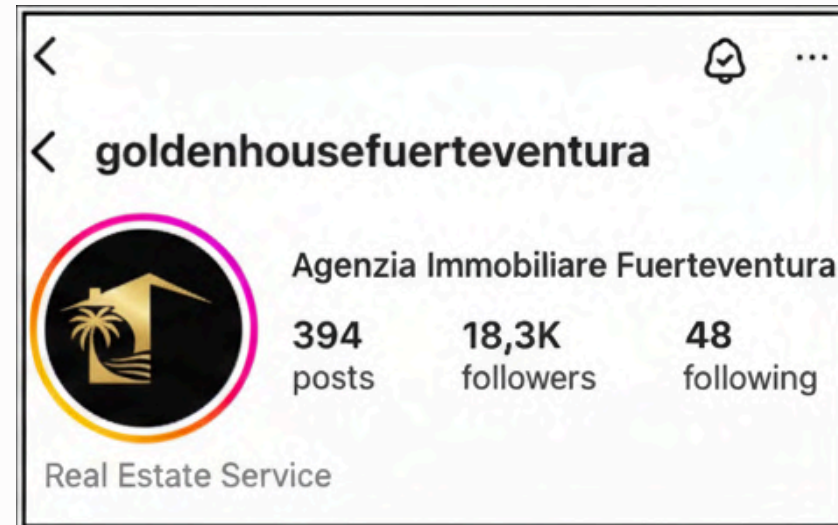 goldenhousefuerteventura
Agenzia Immobiliare Fuerteventura
394 18,3K 48
posts followers following
Real Estate Service